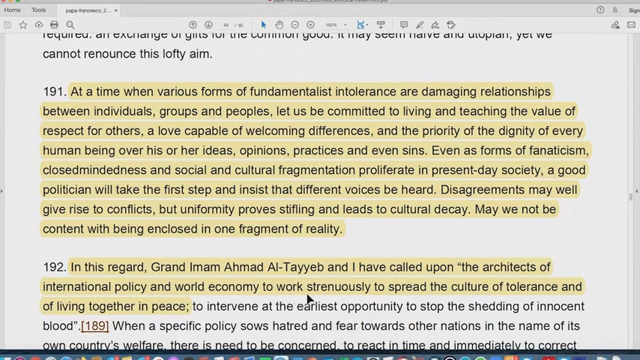 papa-francesco_2...
Home
Tools
Sign
required: an exchange of gifts for the common good. It may seem naive and utopian, yet we
cannot renounce this lofty aim.
191. At a time when various forms of fundamentalist intolerance are damaging relationships
between individuals, groups and peoples, let us be committed to living and teaching the value of
respect for others, a love capable of welcoming differences, and the priority of the dignity of every
human being over his or her ideas, opinions, practices and even sins. Even as forms of fanaticism,
closedmindedness and social and cultural fragmentation proliferate in present-day society, a good
politician will take the first step and insist that different voices be heard. Disagreements may well
give rise to conflicts, but uniformity proves stifling and leads to cultural decay. May we not be
content with being enclosed in one fragment of reality.
192. In this regard, Grand Imam Ahmad Al-Tayyeb and I have called upon “the architects of
international policy and world economy to work strenuously to spread the culture of tolerance and
of living together in peace; to intervene at the earliest opportunity to stop the shedding of innocent
blood”.[189] When a specific policy sows hatred and fear towards other nations in the name of its
own country’s welfare, there is need to be concerned, to react in time and immediately to correct